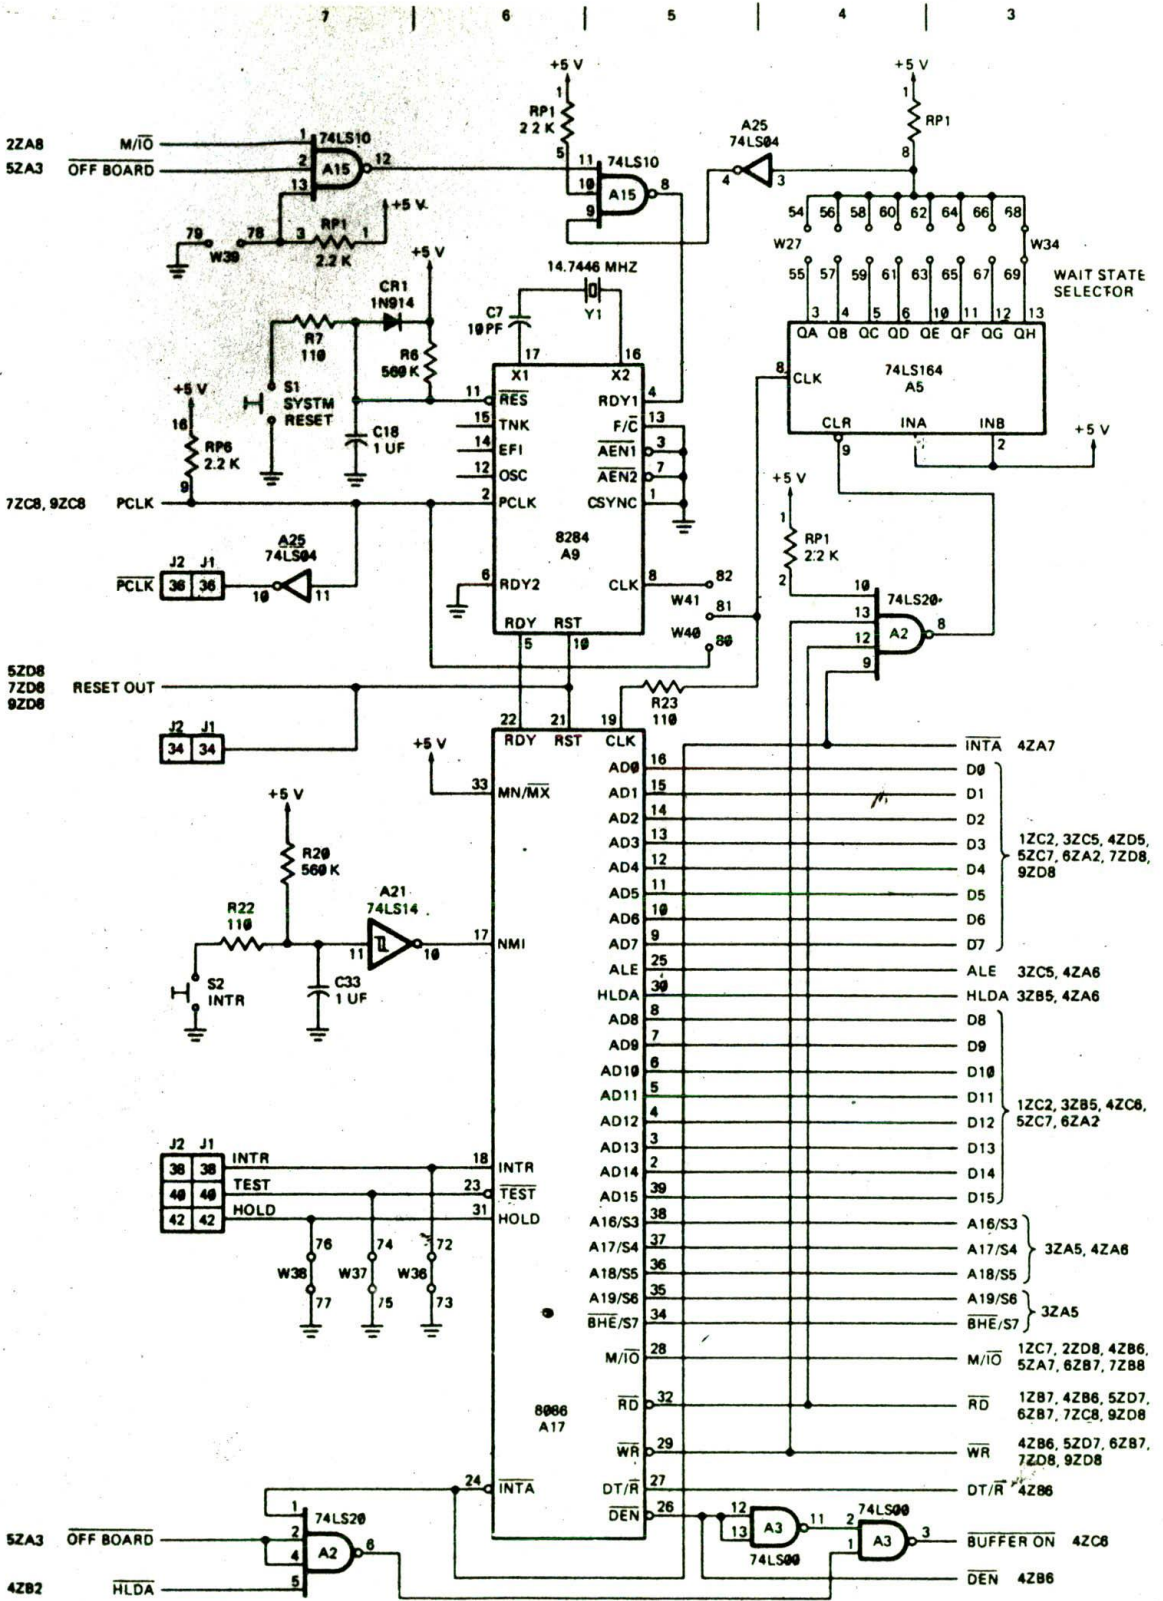 7 6 5 4 3
+5 V +5 V
1 1
RP1 2.2 K RP1
A25 74LS04
5 8
2ZA8 M/IO 1 74LS10
5ZA3 OFF BOARD 2 A15 12 11 74LS10 4 3
13 10 A15 8
9
+5 V
RP1
79 78 3 1
W39 2.2 K
54 56 58 60 62 64 66 68
W27 W34
55 57 59 61 63 65 67 69
WAIT STATE
SELECTOR
+5 V
14.7446 MHZ
CR1 Y1
1N914 C7
10 PF
3 4 5 6 10 11 12 13
QA QB QC QD QE QF QG QH
R7 R6
110 560 K
17 16
X1 X2
74LS164
8 CLK A5
+5 V S1
SYSTM
RESET
11 RES RDY1 4
16 15 TNK F/C 13
CLR INA INB
RP6 C18 14 EFI AEN1 3
2.2 K 1 UF
9 1 2 +5 V
12 OSC AEN2 7
+5 V
9
7ZC8, 9ZC8 PCLK 2 PCLK CSYNC 1
1
8284
A9
RP1
2.2 K
A25
74LS04
J2 J1
PCLK 36 36 10 11
6 RDY2 CLK 8 82
2 10 74LS20
W41
81 13
W40 12 A2 8
80 9
RDY RST
5 10
5ZD8
7ZD8 RESET OUT
9ZD8
R23
110
J2 J1
34 34
22 21 19
RDY RST CLK
+5 V
INTA 4ZA7
33 MN/MX
AD0 16 D0
AD1 15 D1
AD2 14 D2
AD3 13 D3
AD4 12 D4
AD5 11 D5
AD6 10 D6
AD7 9 D7
1ZC2, 3ZC5, 4ZD5,
5ZC7, 6ZA2, 7ZD8,
9ZD8
+5 V
R20
560 K
A21
74LS14
R22
110
11 10 17 NMI
S2
INTR
C33
1 UF
ALE 25 ALE 3ZC5, 4ZA6
HLDA 30 HLDA 3ZB5, 4ZA6
AD8 8 D8
AD9 7 D9
AD10 6 D10
AD11 5 D11
AD12 4 D12
AD13 3 D13
AD14 2 D14
AD15 39 D15
1ZC2, 3ZB5, 4ZC6,
5ZC7, 6ZA2
J2 J1
38 38 INTR 18 INTR
40 40 TEST 23 TEST
42 42 HOLD 31 HOLD
76 74 72
W38 W37 W36
77 75 73
A16/S3 38 A16/S3
A17/S4 37 A17/S4 3ZA5, 4ZA6
A18/S5 36 A18/S5
A19/S6 35 A19/S6
BHE/S7 34 BHE/S7 3ZA5
M/IO 28 M/IO 1ZC7, 2ZD8, 4ZB6,
5ZA7, 6ZB7, 7ZB8
8086
A17
RD 32 RD 1ZB7, 4ZB6, 5ZD7,
6ZB7, 7ZC8, 9ZD8
WR 29 WR 4ZB6, 5ZD7, 6ZB7,
7ZD8, 9ZD8
24 INTA DT/R 27 DT/R 4ZB6
DEN 26 12 11 2 74LS00
13 A3 1 A3 3 BUFFER ON 4ZC6
74LS00
1 74LS20
5ZA3 OFF BOARD 2
4 A2 6
4ZB2 HLDA 5
DEN 4ZB6